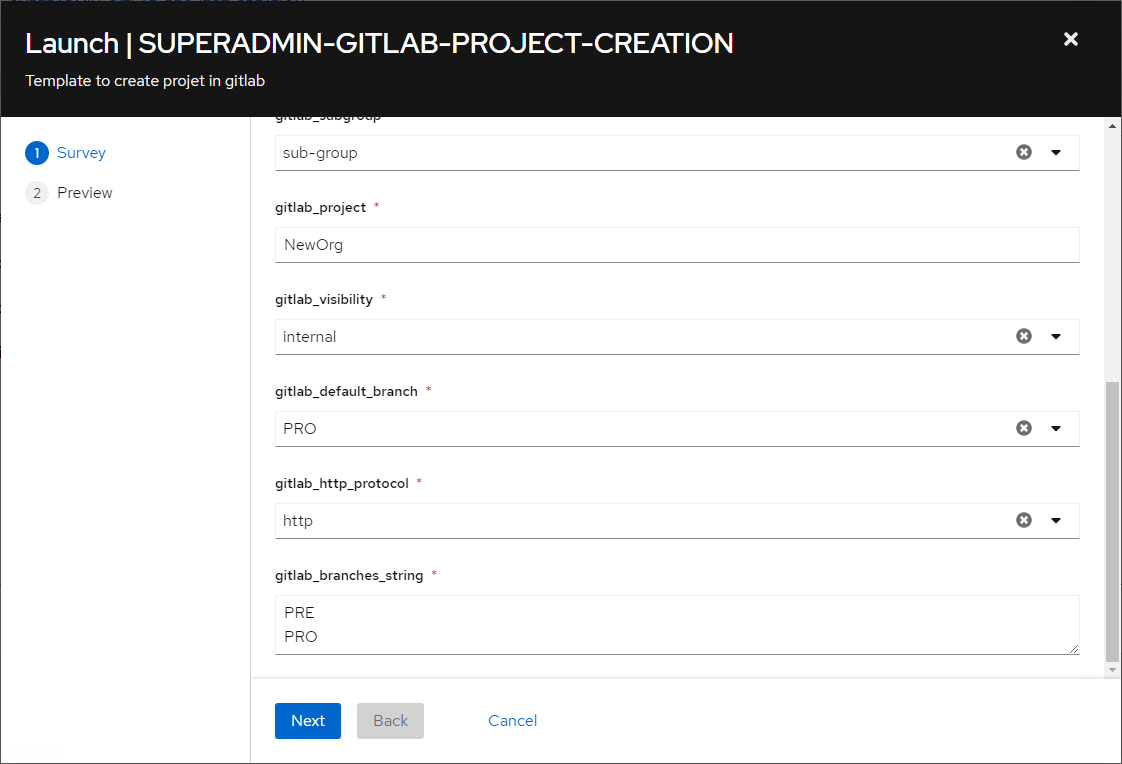 Launch | SUPERADMIN-GITLAB-PROJECT-CREATION
Template to create projet in gitlab
1 Survey
2 Preview
gitlab_subgroup
sub-group
gitlab_project *
NewOrg
gitlab_visibility *
internal
gitlab_default_branch *
PRO
gitlab_http_protocol *
http
gitlab_branches_string *
PRE
PRO
Next Back Cancel